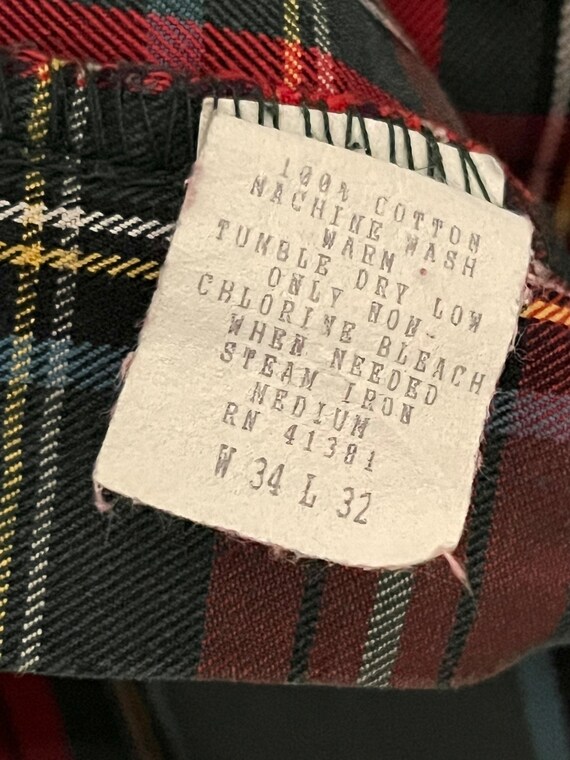 100% COTTON
MACHINE WASH
WARM
TUMBLE DRY LOW
ONLY NON-
CHLORINE BLEACH
WHEN NEEDED
STEAM IRON
MEDIUM
RN 41381
W 34 L 32